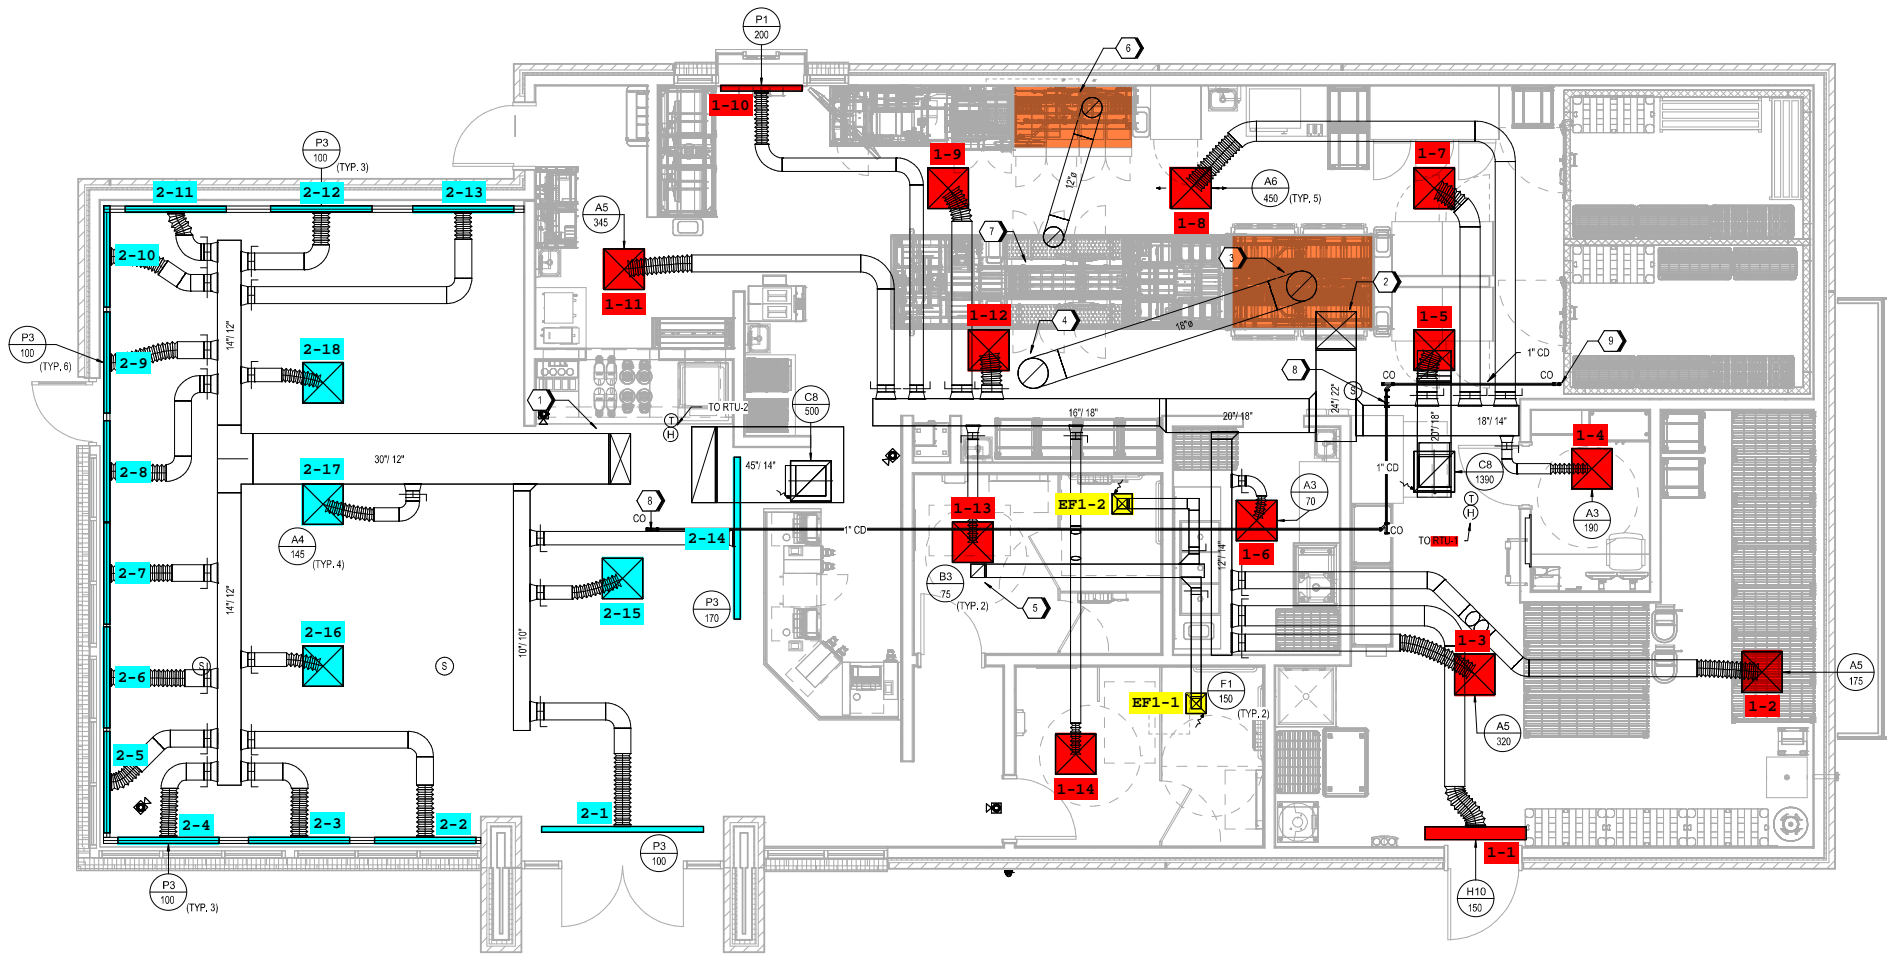 P1
200
6
1-10
P3
100
(TYP. 3)
2-11
2-12
2-13
1-9
1-7
12"ø
A6
450
(TYP. 5)
1-8
A5
345
7
2-10
1-11
3
2
14"/ 12"
P3
100
(TYP. 6)
1-12
4
18"ø
1-5
9
1" CD
2-18
2-9
8
CO
S
CO
24"/ 22"
1
T
H
TO RTU-2
C8
500
16"/ 18"
20"/ 18"
18"/ 14"
20"/ 18"
1-4
30"/ 12"
45"/ 14"
1" CD
C8
1390
2-17
2-8
A3
70
A3
190
T
H
8
CO
EF1-2
1-13
2-14
1" CD
CO
TO RTU-1
A4
145
(TYP. 4)
1-6
12"/ 14"
2-7
B3
75
(TYP. 2)
5
14"/ 12"
2-15
P3
170
10"/ 10"
2-16
S
S
2-6
1-3
A5
175
F1
150
(TYP. 2)
EF1-1
1-2
A5
320
2-5
1-14
2-4
2-3
2-2
2-1
1-1
P3
100
P3
100
(TYP. 3)
H10
150